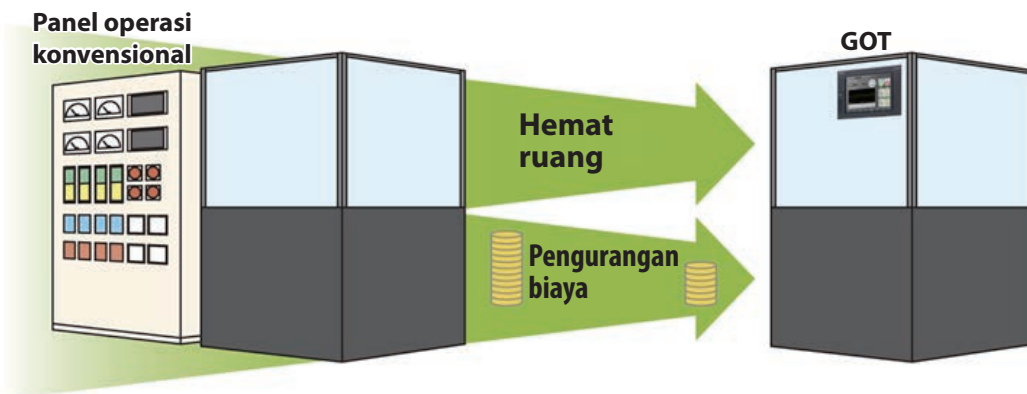 Panel operasi
konvensional
GOT
Hemat
ruang
Pengurangan
biaya